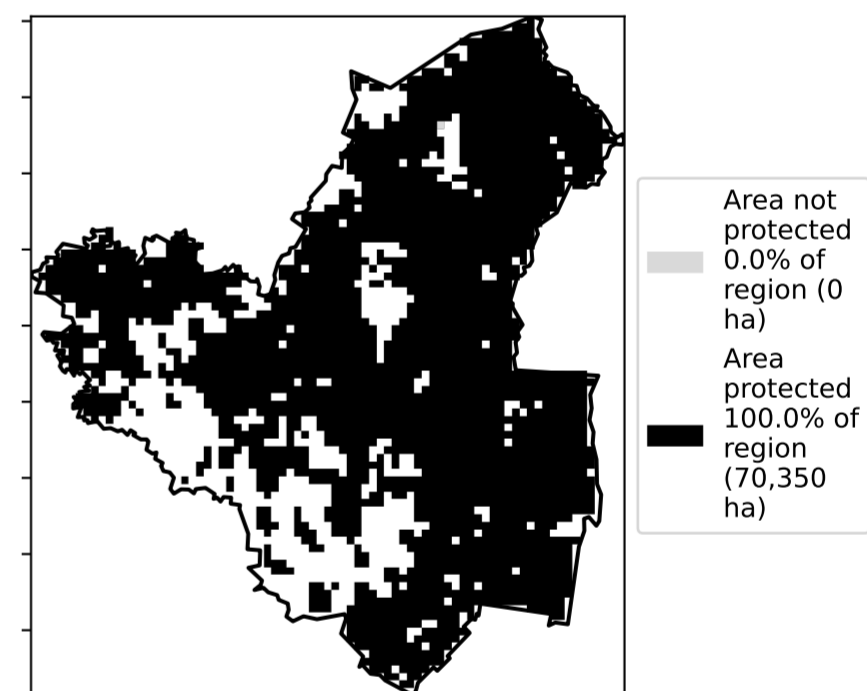 Area not
protected
0.0% of
region (0
ha)
Area
protected
100.0% of
region
(70,350
ha)